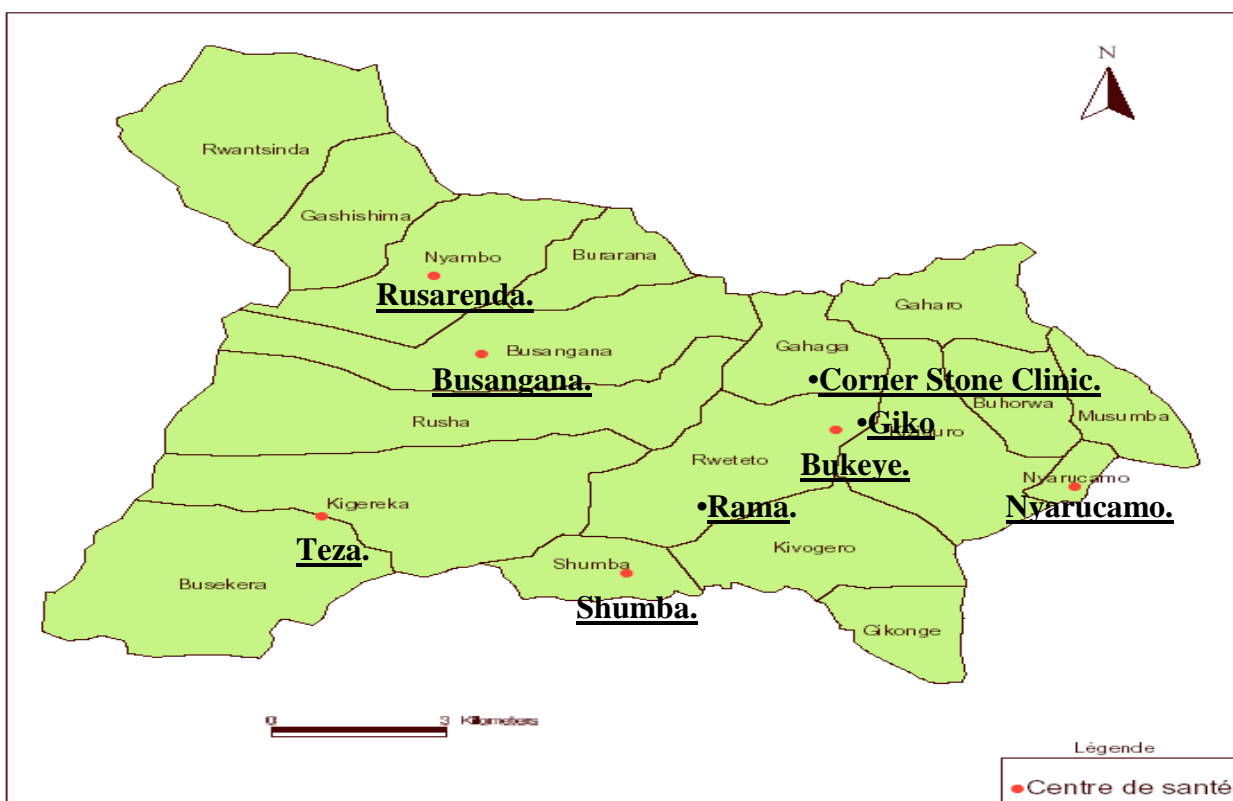 N
Rwantsinda
Gashishima
Nyambo
Burarana
Rusarenda.
Gaharo
Busangana
Gahaga
Busangana.
•Corner Stone Clinic.
Buhorwa
Musumba
Rusha
•Giko
Rweteto
Bukeye.
Nyarucamo
Kigereka
•Rama.
Nyarucamo.
Teza.
Kivogero
Busekera
Shumba
Shumba.
Gikonge
0 3 Kilometers
Légende
Centre de santé